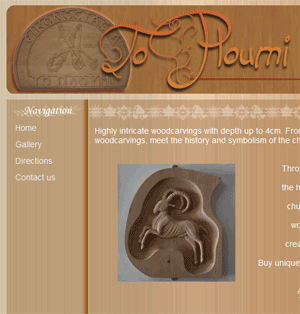 To Ploumi
Navigation
Home
Gallery
Directions
Contact us
Highly intricate woodcarvings with depth up to 4cm. Fro
woodcarvings, meet the history and symbolism of the ch
Thro
the h
chu
wo
crea
Buy unique
A